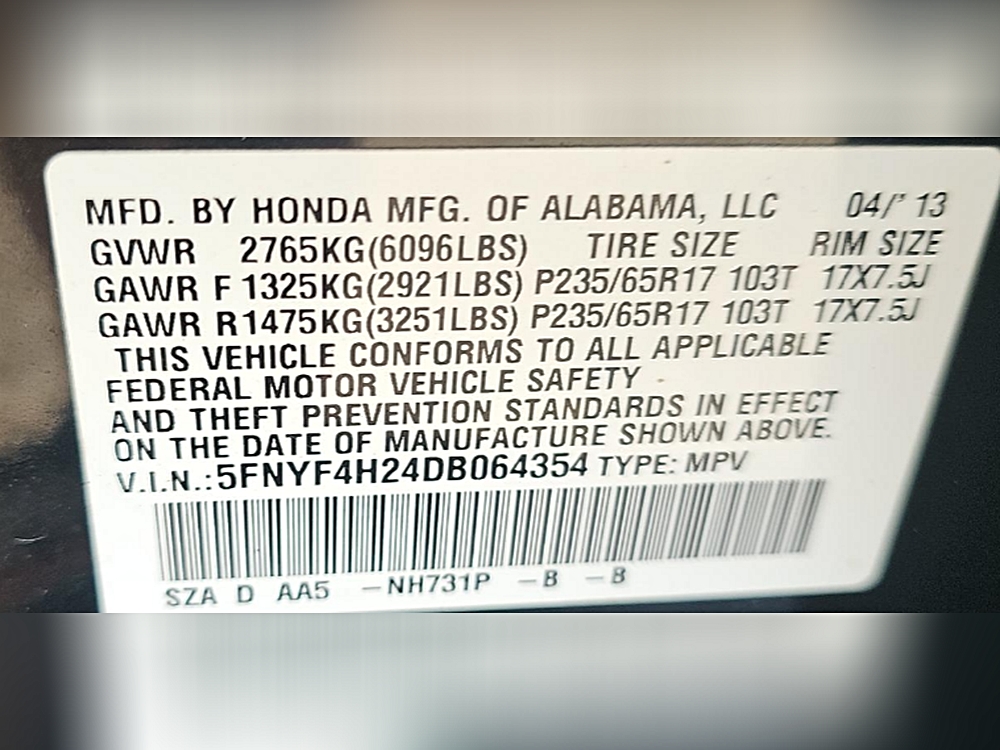 MFD. BY HONDA MFG. OF ALABAMA, LLC 04/' 13
GVWR 2765KG(6096LBS) TIRE SIZE RIM SIZE
GAWR F 1325KG(2921LBS) P235/65R17 103T 17X7.5J
GAWR R1475KG(3251LBS) P235/65R17 103T 17X7.5J
THIS VEHICLE CONFORMS TO ALL APPLICABLE
FEDERAL MOTOR VEHICLE SAFETY
AND THEFT PREVENTION STANDARDS IN EFFECT
ON THE DATE OF MANUFACTURE SHOWN ABOVE.
V.I.N.:5FNYF4H24DB064354 TYPE: MPV
SZA D AA5 –NH731P –B –B